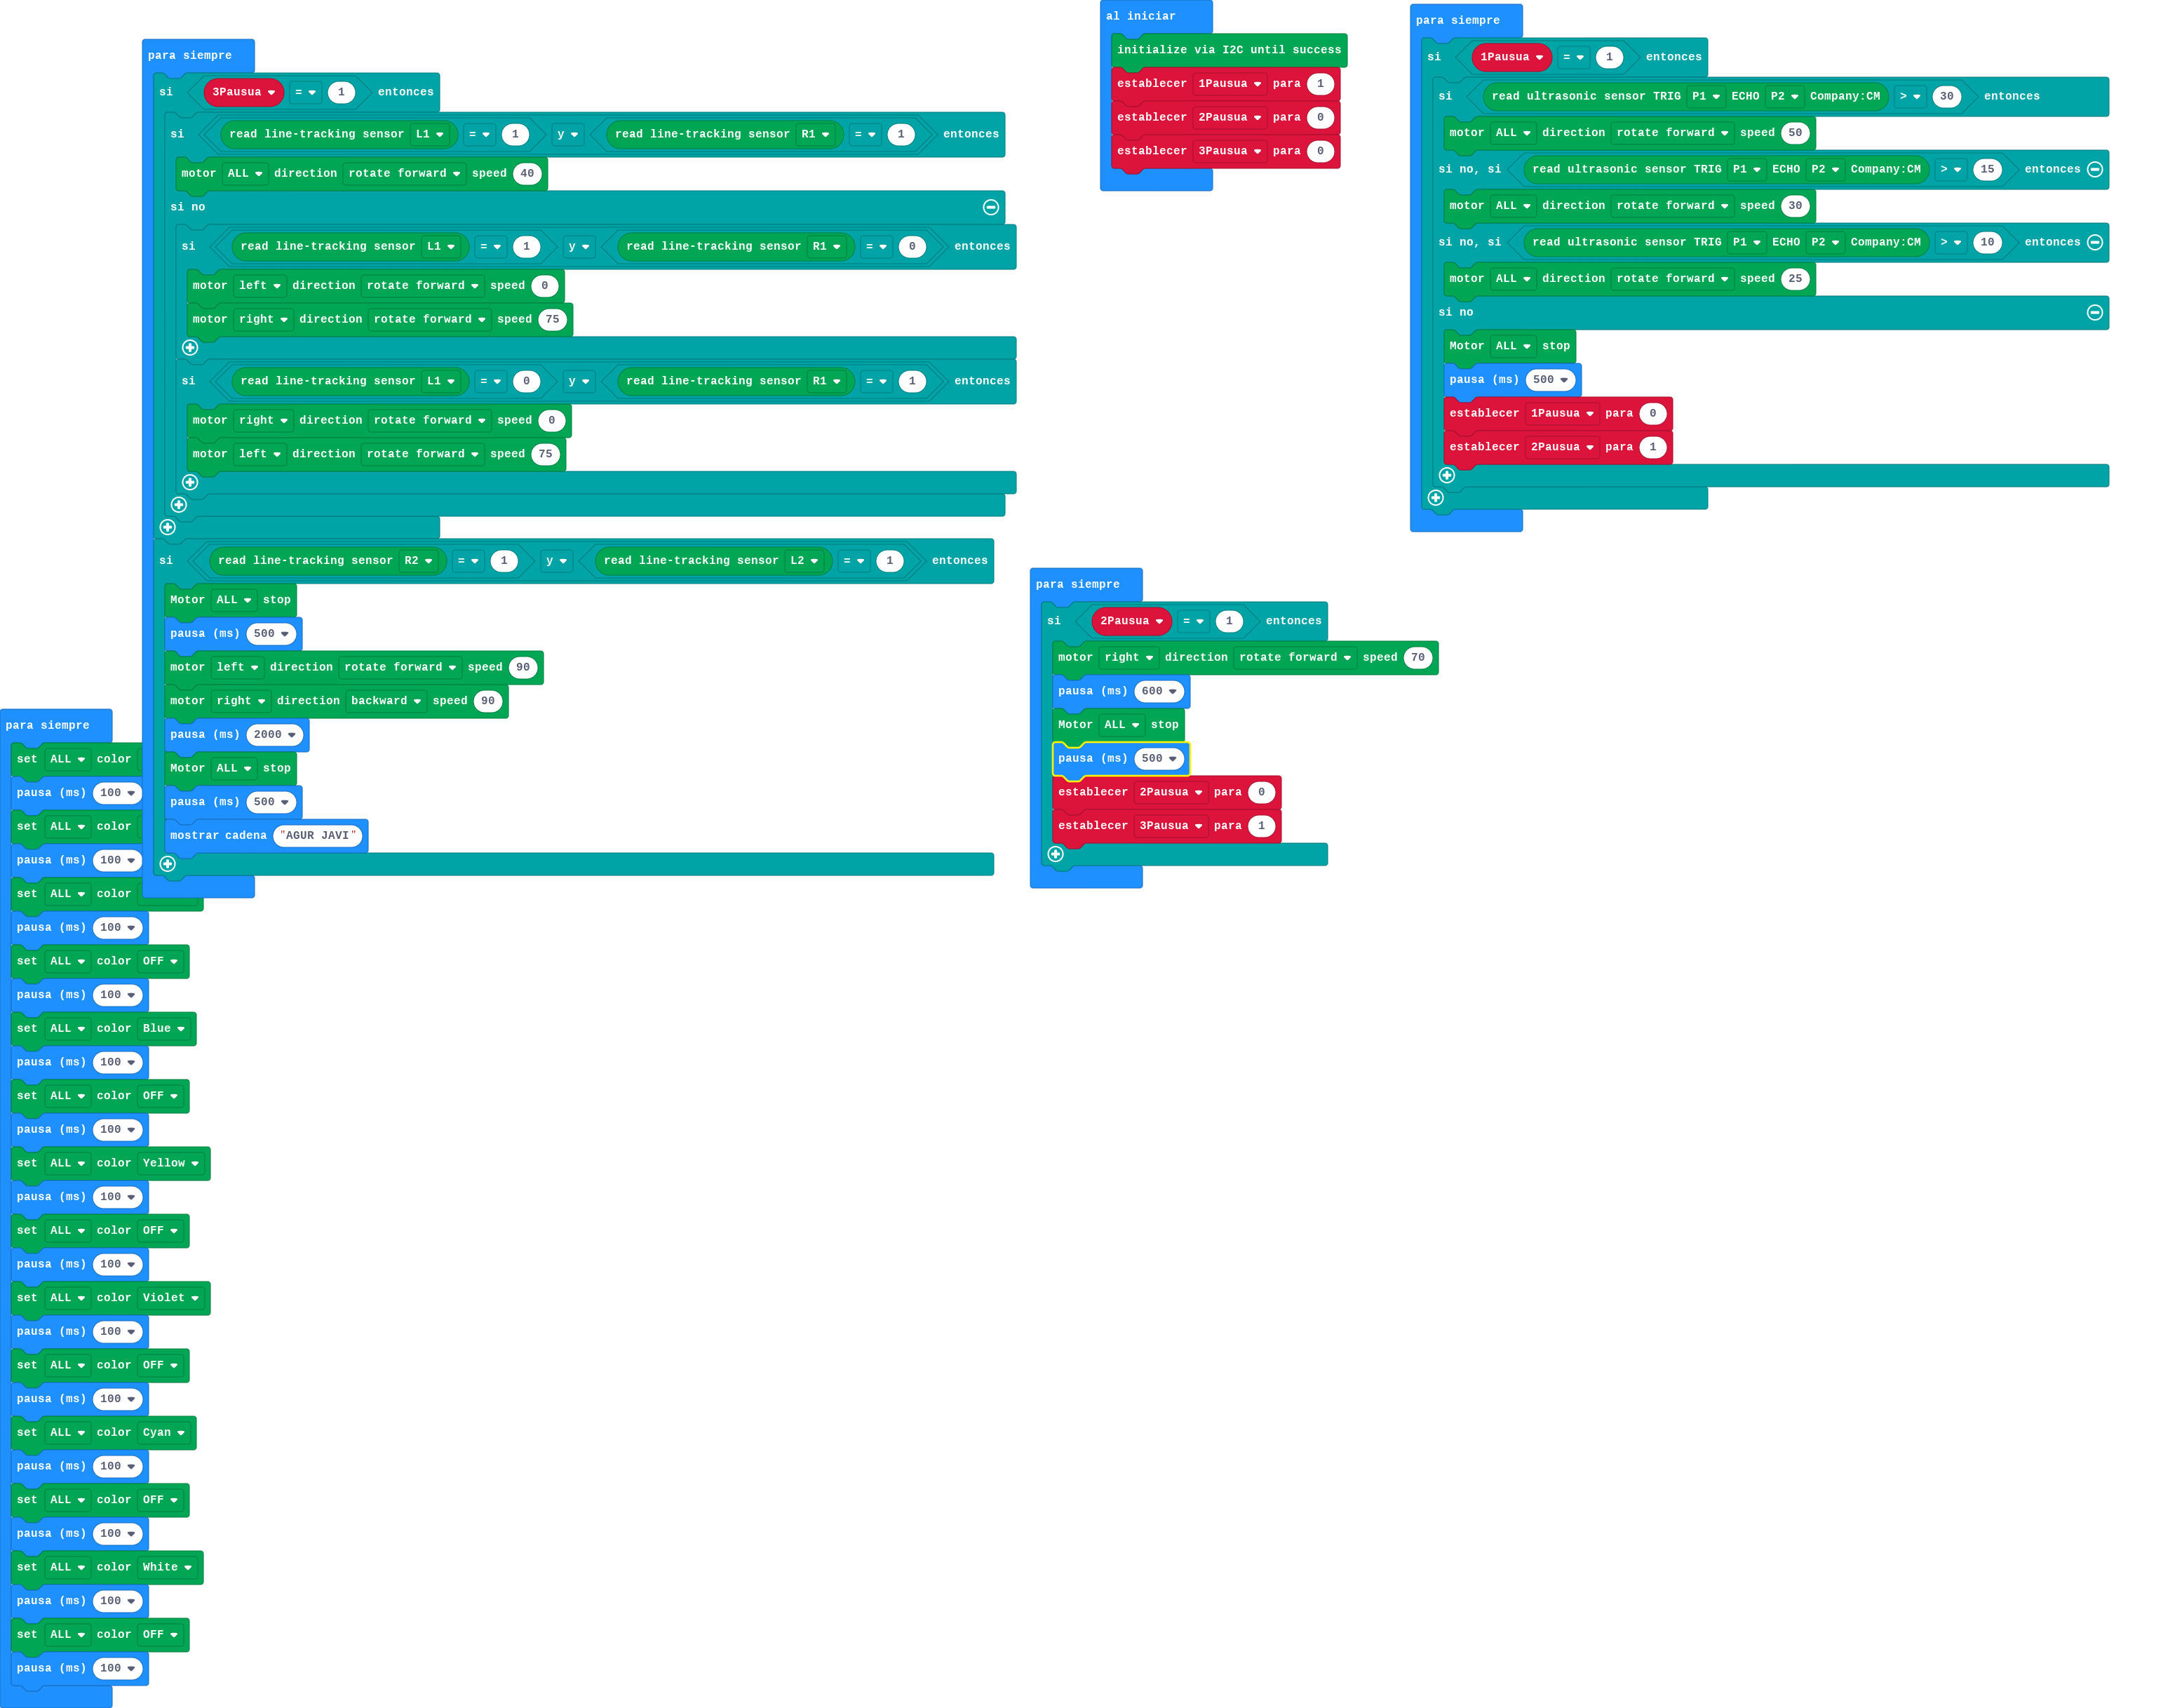 al iniciar
initialize via I2C until success
establecer 1Pausua para 1
establecer 2Pausua para 0
establecer 3Pausua para 0
para siempre
si 1Pausua = 1 entonces
si read ultrasonic sensor TRIG P1 ECHO P2 Company:CM > 30 entonces
motor ALL direction rotate forward speed 50
si no, si read ultrasonic sensor TRIG P1 ECHO P2 Company:CM > 15 entonces
motor ALL direction rotate forward speed 30
si no, si read ultrasonic sensor TRIG P1 ECHO P2 Company:CM > 10 entonces
motor ALL direction rotate forward speed 25
si no
Motor ALL stop
pausa (ms) 500
establecer 1Pausua para 0
establecer 2Pausua para 1
para siempre
si 3Pausua = 1 entonces
si read line-tracking sensor L1 = 1 y read line-tracking sensor R1 = 1 entonces
motor ALL direction rotate forward speed 40
si no
si read line-tracking sensor L1 = 1 y read line-tracking sensor R1 = 0 entonces
motor left direction rotate forward speed 0
motor right direction rotate forward speed 75
si read line-tracking sensor L1 = 0 y read line-tracking sensor R1 = 1 entonces
motor right direction rotate forward speed 0
motor left direction rotate forward speed 75
si read line-tracking sensor R2 = 1 y read line-tracking sensor L2 = 1 entonces
Motor ALL stop
pausa (ms) 500
motor left direction rotate forward speed 90
motor right direction backward speed 90
pausa (ms) 2000
Motor ALL stop
pausa (ms) 500
mostrar cadena "AGUR JAVI"
para siempre
si 2Pausua = 1 entonces
motor right direction rotate forward speed 70
pausa (ms) 600
Motor ALL stop
pausa (ms) 500
establecer 2Pausua para 0
establecer 3Pausua para 1
para siempre
set ALL color
pausa (ms) 100
set ALL color
pausa (ms) 100
set ALL color
pausa (ms) 100
set ALL color OFF
pausa (ms) 100
set ALL color Blue
pausa (ms) 100
set ALL color OFF
pausa (ms) 100
set ALL color Yellow
pausa (ms) 100
set ALL color OFF
pausa (ms) 100
set ALL color Violet
pausa (ms) 100
set ALL color OFF
pausa (ms) 100
set ALL color Cyan
pausa (ms) 100
set ALL color OFF
pausa (ms) 100
set ALL color White
pausa (ms) 100
set ALL color OFF
pausa (ms) 100